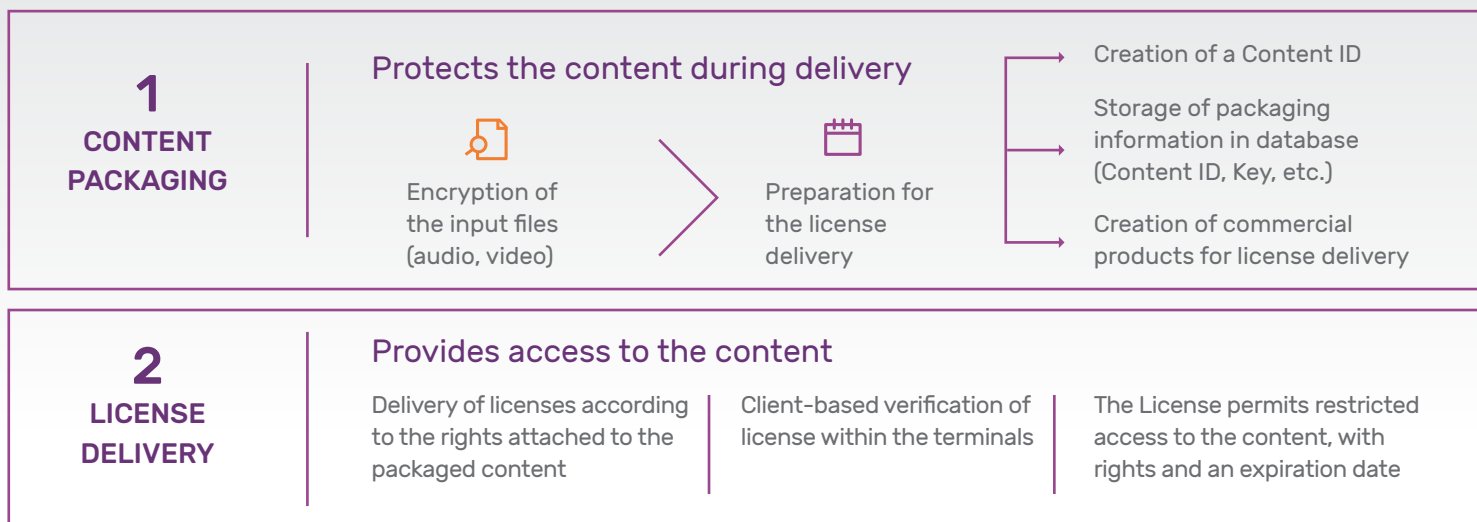 1
CONTENT
PACKAGING
Protects the content during delivery
Encryption of
the input files
(audio, video)
Preparation for
the license
delivery
Creation of a Content ID
Storage of packaging
information in database
(Content ID, Key, etc.)
Creation of commercial
products for license delivery
2
LICENSE
DELIVERY
Provides access to the content
Delivery of licenses according
to the rights attached to the
packaged content
Client-based verification of
license within the terminals
The License permits restricted
access to the content, with
rights and an expiration date